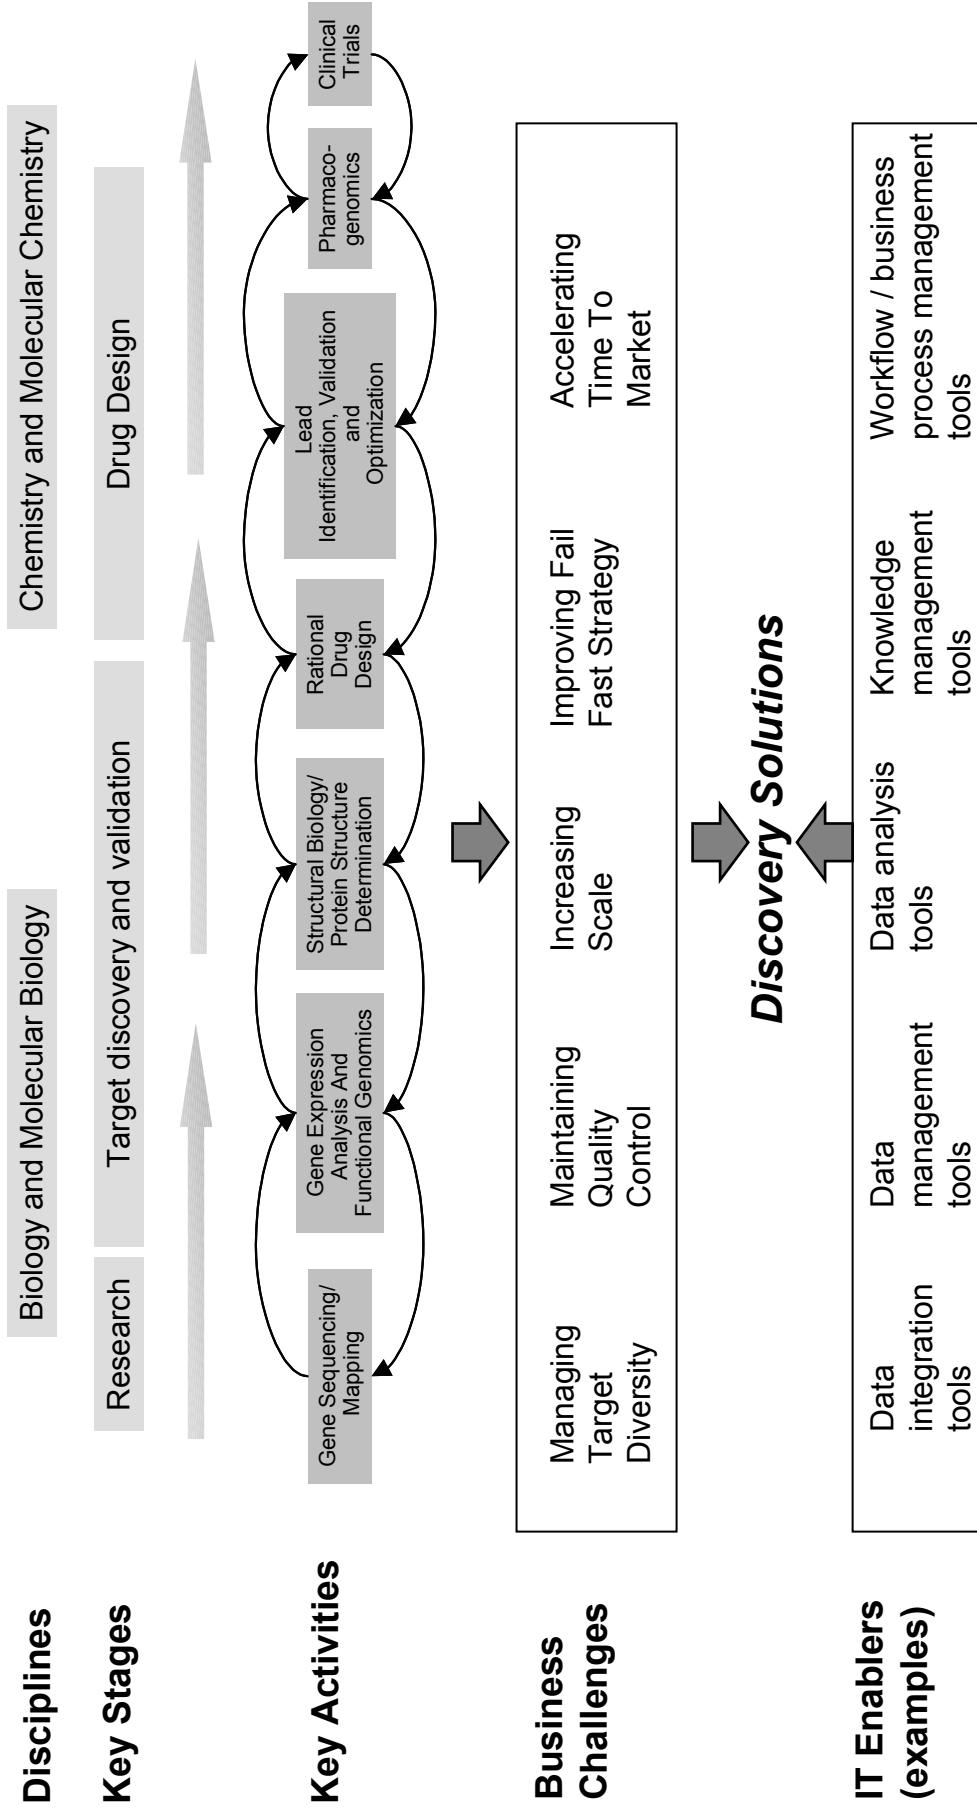 Disciplines
Biology and Molecular Biology
Chemistry and Molecular Chemistry
Key Stages
Research
Target discovery and validation
Drug Design
Key Activities
Gene Sequencing/
Mapping
Gene Expression
Analysis And
Functional Genomics
Structural Biology/
Protein Structure
Determination
Rational
Drug
Design
Lead
Identification, Validation
and
Optimization
Pharmaco-
genomics
Clinical
Trials
Business
Challenges
Managing
Target
Diversity
Maintaining
Quality
Control
Increasing
Scale
Improving Fail
Fast Strategy
Accelerating
Time To
Market
Discovery Solutions
IT Enablers
(examples)
Data
integration
tools
Data
management
tools
Data analysis
tools
Knowledge
management
tools
Workflow / business
process management
tools